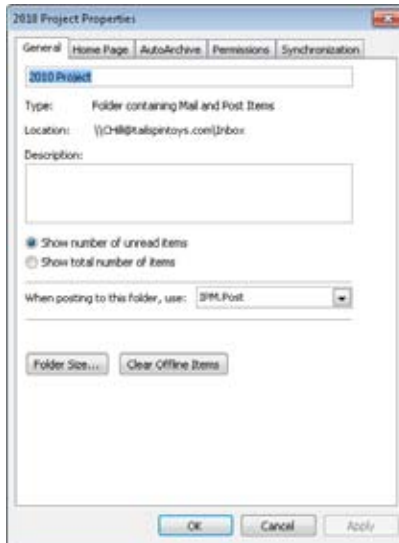 2010 Project Properties
General Home Page AutoArchive Permissions Synchronization
2010 Project
Type: Folder containing Mail and Post Items
Location: \\CHill@tailspintoys.com\Inbox
Description:
Show number of unread items
Show total number of items
When posting to this folder, use: IPM.Post
Folder Size... Clear Offline Items
OK Cancel Apply